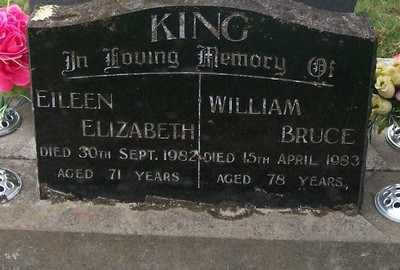 KING
In Loving Memory Of
EILEEN
ELIZABETH
DIED 30TH SEPT. 1982
AGED 71 YEARS
WILLIAM
BRUCE
DIED 15TH APRIL 1983
AGED 78 YEARS,